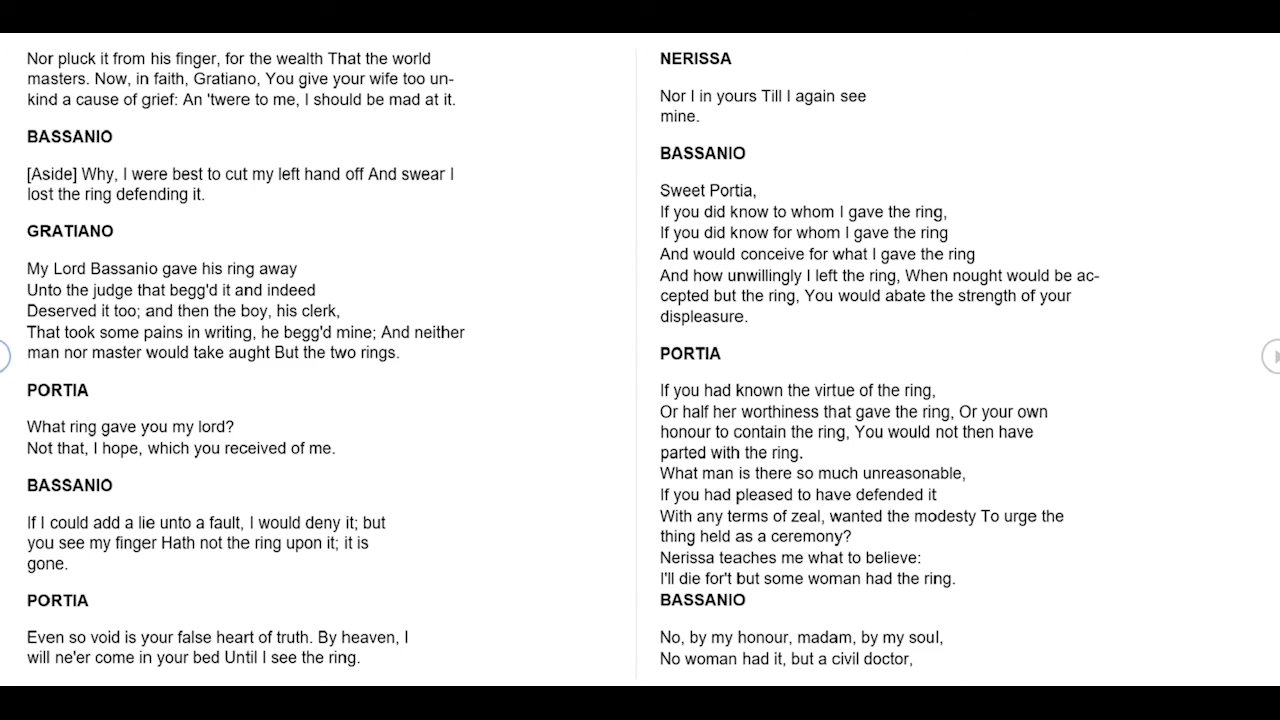 Nor pluck it from his finger, for the wealth That the world
masters. Now, in faith, Gratiano, You give your wife too un-
kind a cause of grief: An 'twere to me, I should be mad at it.
BASSANIO
[Aside] Why, I were best to cut my left hand off And swear I
lost the ring defending it.
GRATIANO
My Lord Bassanio gave his ring away
Unto the judge that begg'd it and indeed
Deserved it too; and then the boy, his clerk,
That took some pains in writing, he begg'd mine; And neither
man nor master would take aught But the two rings.
PORTIA
What ring gave you my lord?
Not that, I hope, which you received of me.
BASSANIO
If I could add a lie unto a fault, I would deny it; but
you see my finger Hath not the ring upon it; it is
gone.
PORTIA
Even so void is your false heart of truth. By heaven, I
will ne'er come in your bed Until I see the ring.
NERISSA
Nor I in yours Till I again see
mine.
BASSANIO
Sweet Portia,
If you did know to whom I gave the ring,
If you did know for whom I gave the ring
And would conceive for what I gave the ring
And how unwillingly I left the ring, When nought would be ac-
cepted but the ring, You would abate the strength of your
displeasure.
PORTIA
If you had known the virtue of the ring,
Or half her worthiness that gave the ring, Or your own
honour to contain the ring, You would not then have
parted with the ring.
What man is there so much unreasonable,
If you had pleased to have defended it
With any terms of zeal, wanted the modesty To urge the
thing held as a ceremony?
Nerissa teaches me what to believe:
I'll die for't but some woman had the ring.
BASSANIO
No, by my honour, madam, by my soul,
No woman had it, but a civil doctor,